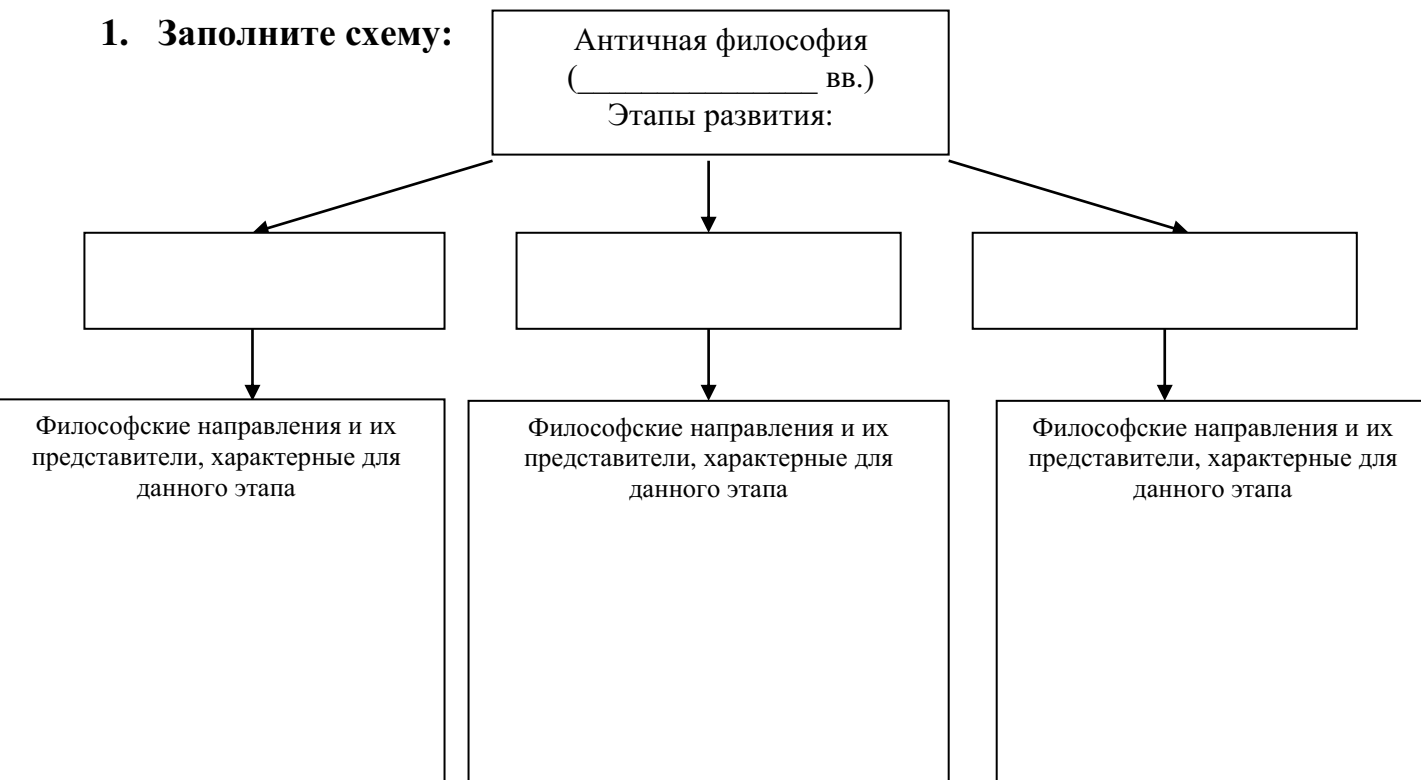 1. Заполните схему:
Античная философия
(_______________ вв.)
Этапы развития:
Философские направления и их
представители, характерные для
данного этапа
Философские направления и их
представители, характерные для
данного этапа
Философские направления и их
представители, характерные для
данного этапа